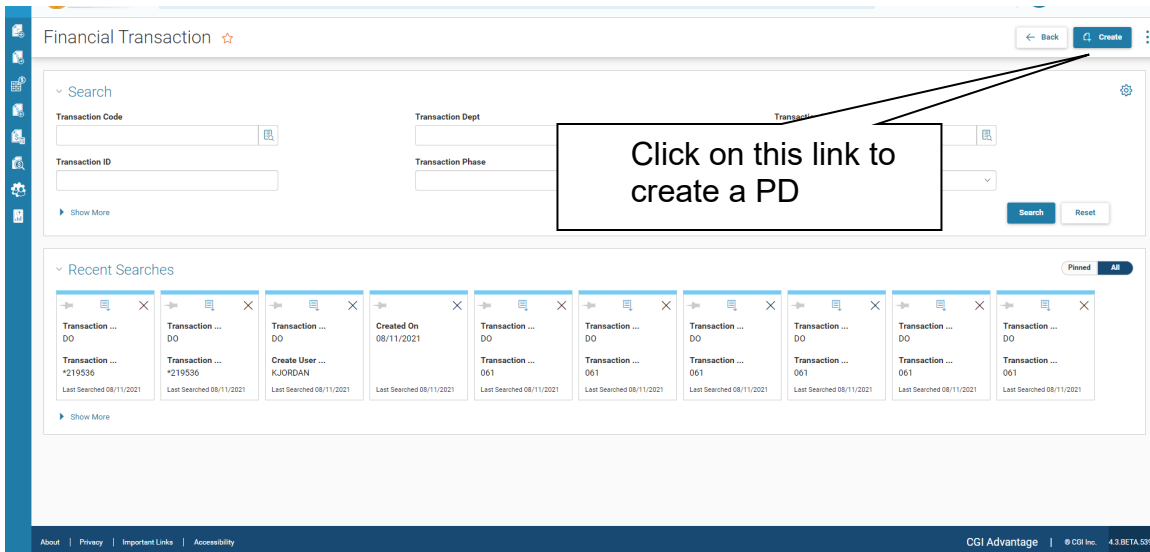 Financial Transaction
Back
Create
Search
Transaction Code
Transaction Dept
Transaction
Transaction ID
Transaction Phase
Click on this link to
create a PD
Show More
Search
Reset
Recent Searches
Pinned
All
Transaction ... Transaction ... Transaction ... Created On Transaction ... Transaction ... Transaction ... Transaction ... Transaction ... Transaction ...
DO DO DO 08/11/2021 DO DO DO DO DO DO
Transaction ... Transaction ... Create User ... Transaction ... Transaction ... Transaction ... Transaction ... Transaction ... Transaction ...
*219536 *219536 KJORDAN 061 061 061 061 061 061
Last Searched 08/11/2021 Last Searched 08/11/2021 Last Searched 08/11/2021 Last Searched 08/11/2021 Last Searched 08/11/2021 Last Searched 08/11/2021 Last Searched 08/11/2021 Last Searched 08/11/2021 Last Searched 08/11/2021 Last Searched 08/11/2021
Show More
About | Privacy | Important Links | Accessibility
CGI Advantage | © CGI Inc. 4.3.BETA.539